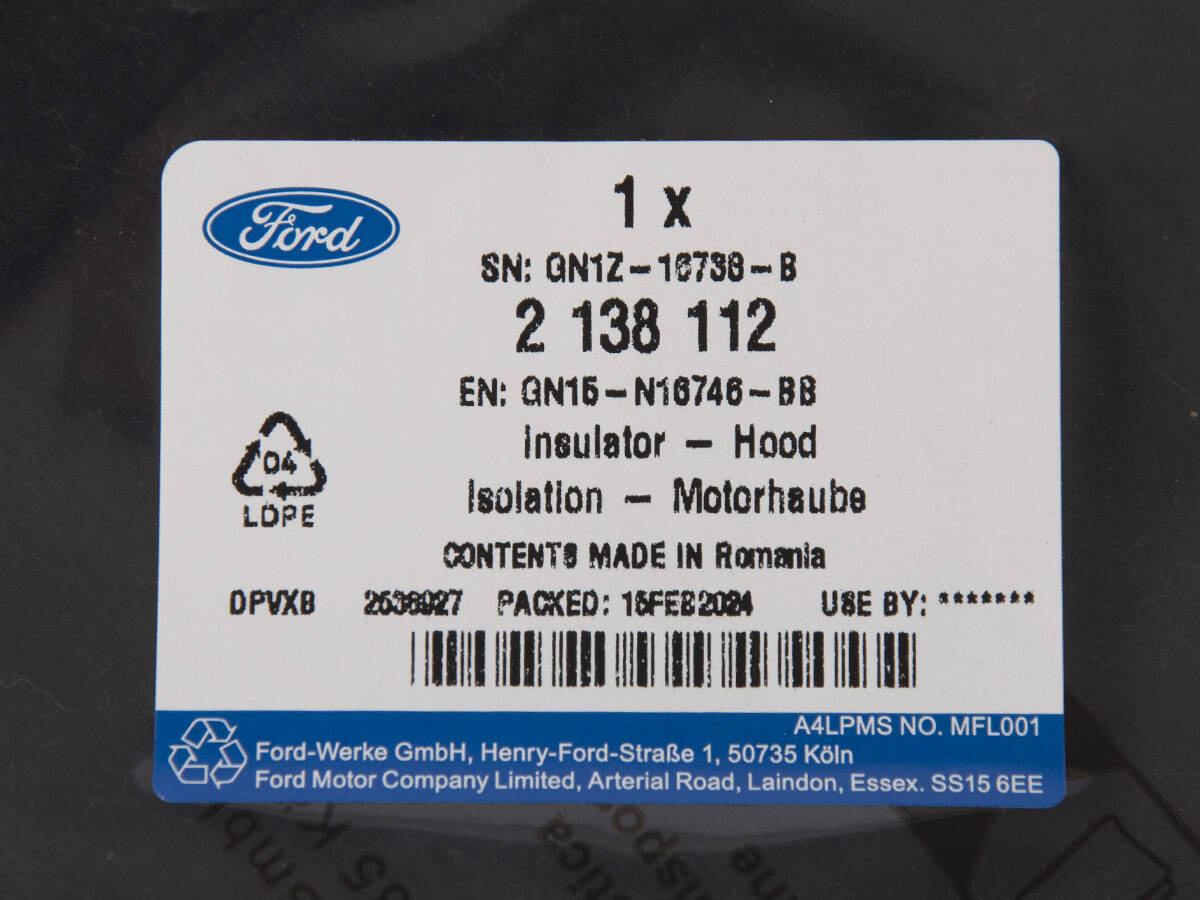 Ford
1 x
SN: GN1Z-16738-B
2 138 112
EN: GN15-N16746-BB
Insulator - Hood
Isolation - Motorhaube
CONTENTS MADE IN Romania
DPVXB PACKED: 15FEB2024 USE BY: *******
04
LDPE
A4LPMS NO. MFL001
Ford-Werke GmbH, Henry-Ford-Straße 1, 50735 Köln
Ford Motor Company Limited, Arterial Road, Laindon, Essex. SS15 6EE